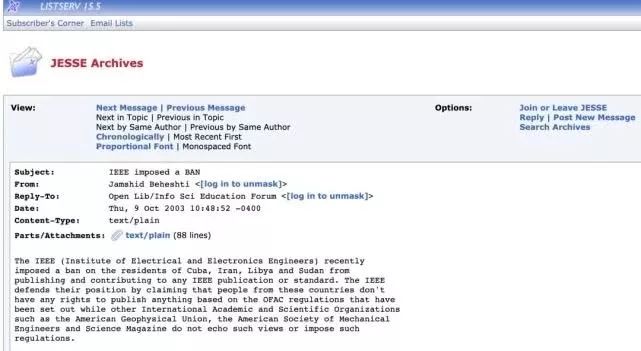 LISTSERV 15.5
Subscriber's Corner Email Lists
JESSE Archives
View: Next Message | Previous Message Options: Join or Leave JESSE
Next in Topic | Previous in Topic Reply | Post New Message
Next by Same Author | Previous by Same Author Search Archives
Chronologically | Most Recent First
Proportional Font | Monospaced Font
Subject: IEEE imposed a BAN
From: Jamshid Beheshti <[log in to unmask]>
Reply-To: Open Lib/Info Sci Education Forum <[log in to unmask]>
Date: Thu, 9 Oct 2003 10:48:52 -0400
Content-Type: text/plain
Parts/Attachments: text/plain (88 lines)
The IEEE (Institute of Electrical and Electronics Engineers) recently
imposed a ban on the residents of Cuba, Iran, Libya and Sudan from
publishing and contributing to any IEEE publication or standard. The IEEE
defends their position by claiming that people from these countries don't
have any rights to publish anything based on the OFAC regulations that have
been set out while other International Academic and Scientific Organizations
such as the American Geophysical Union, the American Society of Mechanical
Engineers and Science Magazine do not echo such views or impose such
regulations.